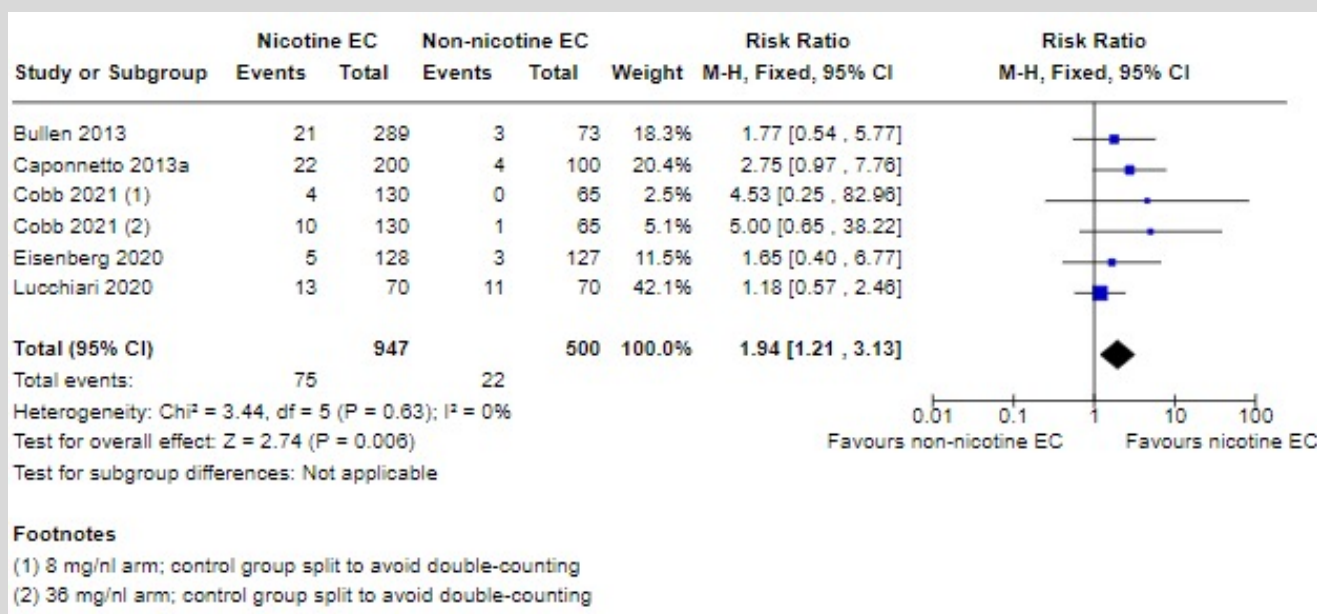 Nicotine EC Non-nicotine EC Risk Ratio Risk Ratio
Study or Subgroup Events Total Events Total Weight M-H, Fixed, 95% CI M-H, Fixed, 95% CI
Bullen 2013 21 289 3 73 18.3% 1.77 [0.54 , 5.77]
Caponnetto 2013a 22 200 4 100 20.4% 2.75 [0.97 , 7.76]
Cobb 2021 (1) 4 130 0 65 2.5% 4.53 [0.25 , 82.96]
Cobb 2021 (2) 10 130 1 65 5.1% 5.00 [0.65 , 38.22]
Eisenberg 2020 5 128 3 127 11.5% 1.65 [0.40 , 6.77]
Lucchiari 2020 13 70 11 70 42.1% 1.18 [0.57 , 2.46]
Total (95% CI) 947 500 100.0% 1.94 [1.21 , 3.13]
Total events: 75 22
Heterogeneity: Chi² = 3.44, df = 5 (P = 0.63); I² = 0%
0.01 0.1 1 10 100
Test for overall effect: Z = 2.74 (P = 0.006)
Favours non-nicotine EC Favours nicotine EC
Test for subgroup differences: Not applicable
Footnotes
(1) 8 mg/nl arm; control group split to avoid double-counting
(2) 36 mg/nl arm; control group split to avoid double-counting